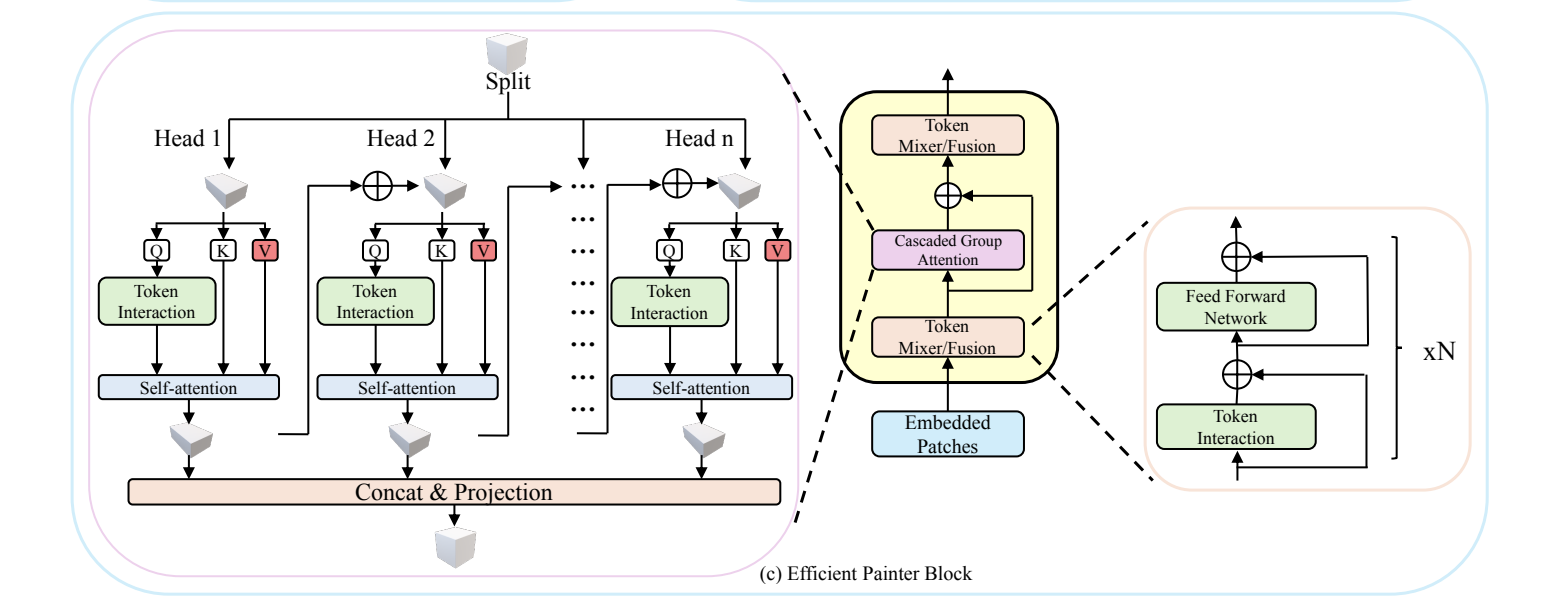 Split
Head 1
Head 2
Head n
Q
K
V
Q
K
V
Q
K
V
Token
Interaction
Token
Interaction
Token
Interaction
Self-attention
Self-attention
Self-attention
Concat & Projection
Token
Mixer/Fusion
Cascaded Group
Attention
Token
Mixer/Fusion
Embedded
Patches
Feed Forward
Network
Token
Interaction
xN
(c) Efficient Painter Block